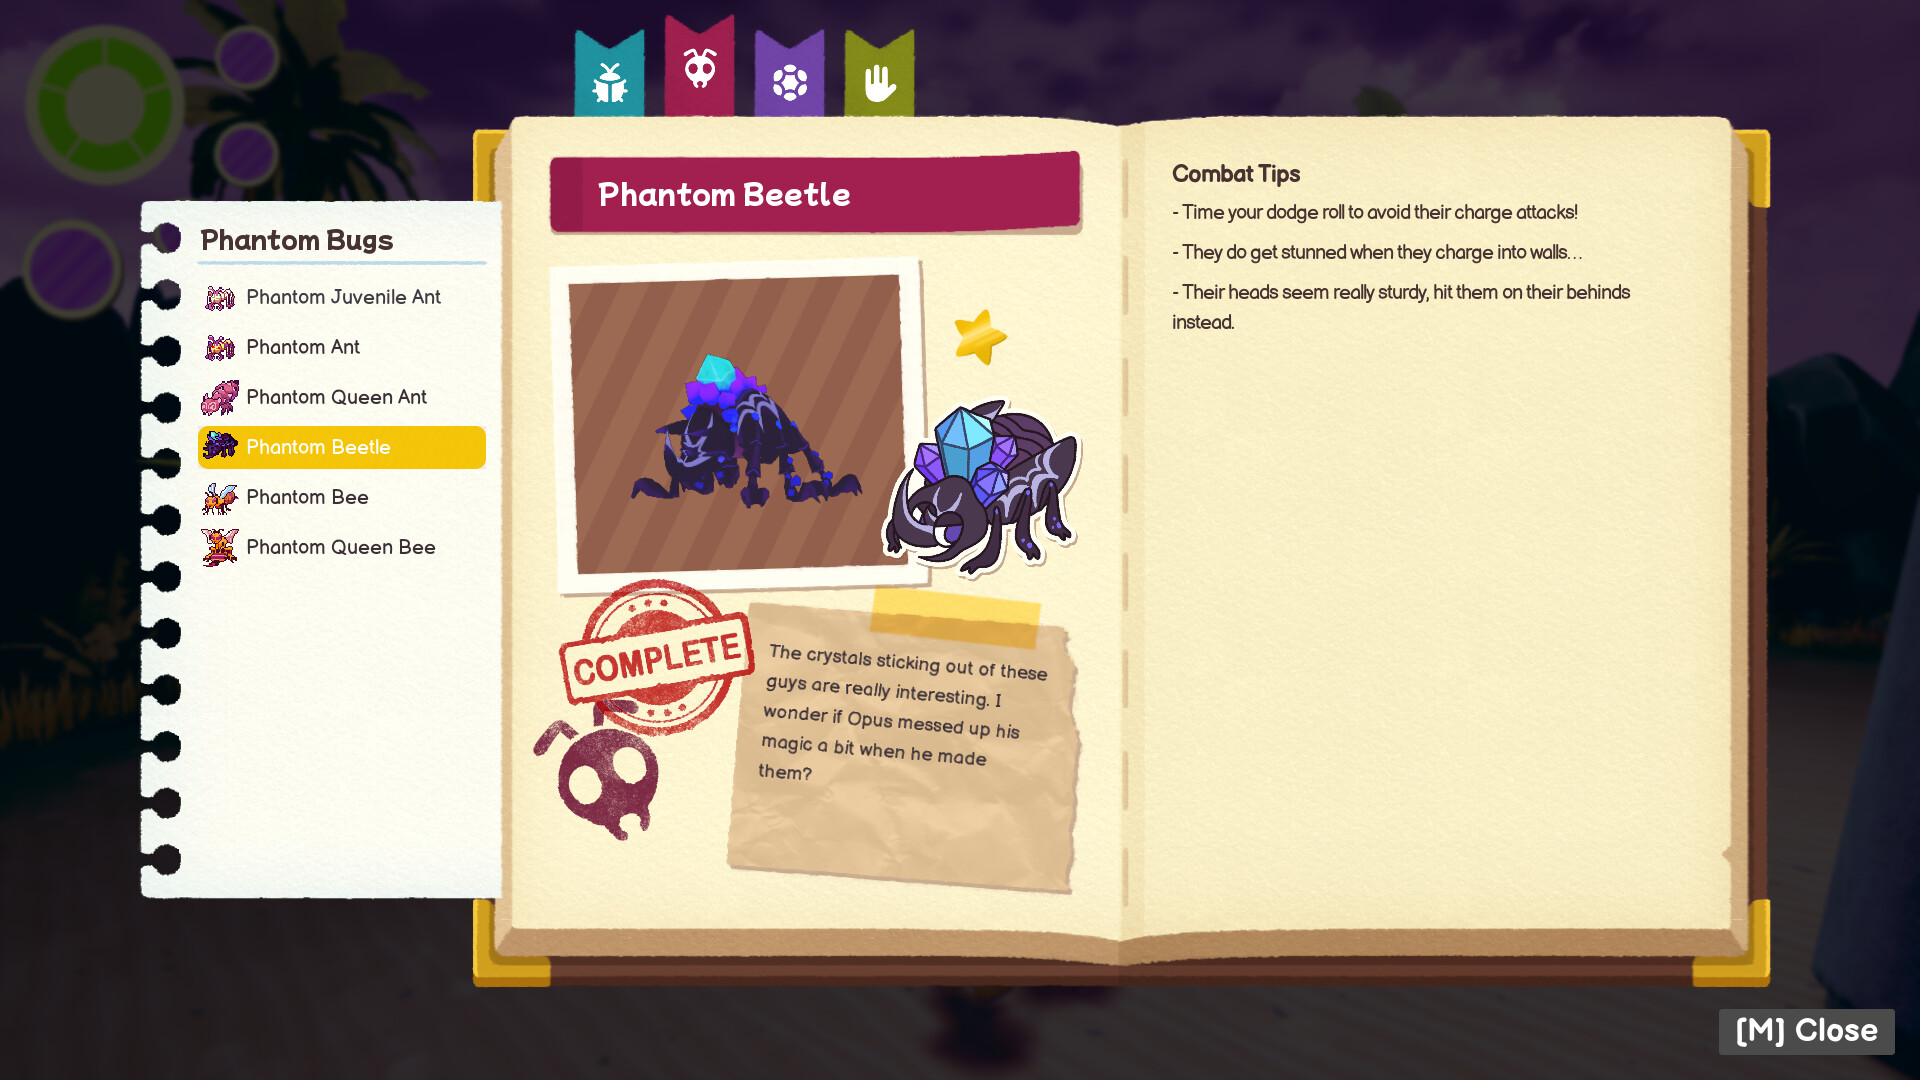 Phantom Bugs
Phantom Juvenile Ant
Phantom Ant
Phantom Queen Ant
Phantom Beetle
Phantom Bee
Phantom Queen Bee
Phantom Beetle
COMPLETE
The crystals sticking out of these
guys are really interesting. I
wonder if Opus messed up his
magic a bit when he made
them?
Combat Tips
- Time your dodge roll to avoid their charge attacks!
- They do get stunned when they charge into walls...
- Their heads seem really sturdy, hit them on their behinds
instead.
[M] Close